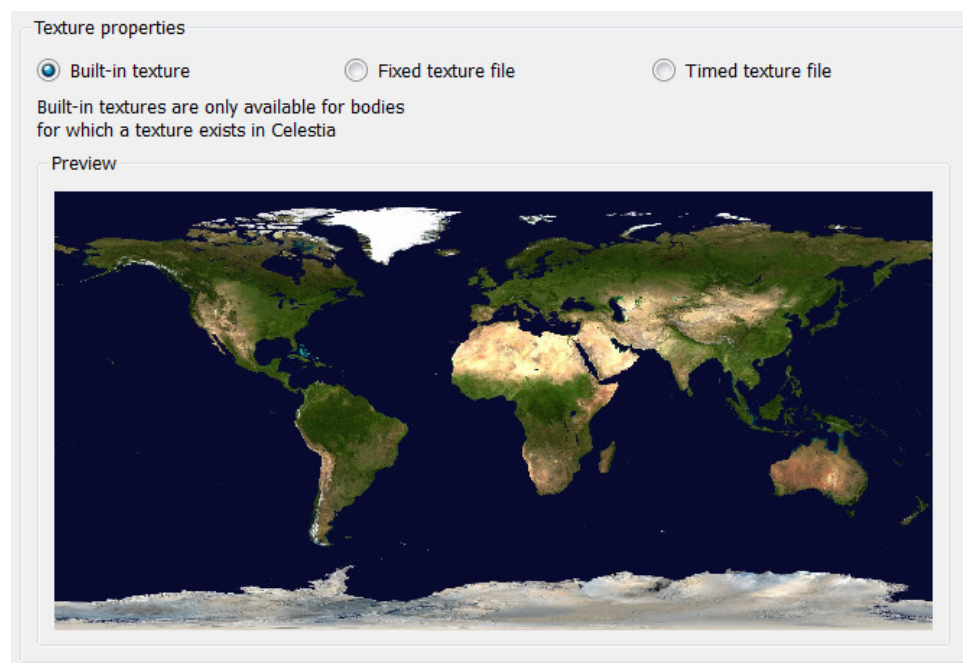 Texture properties
Built-in texture Fixed texture file Timed texture file
Built-in textures are only available for bodies
for which a texture exists in Celestia
Preview